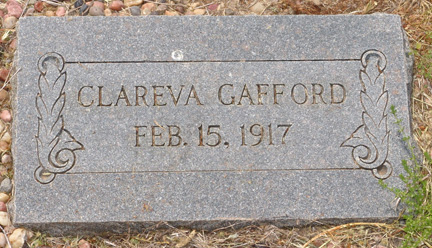 CLAREVA GAFFORD
FEB. 15, 1917